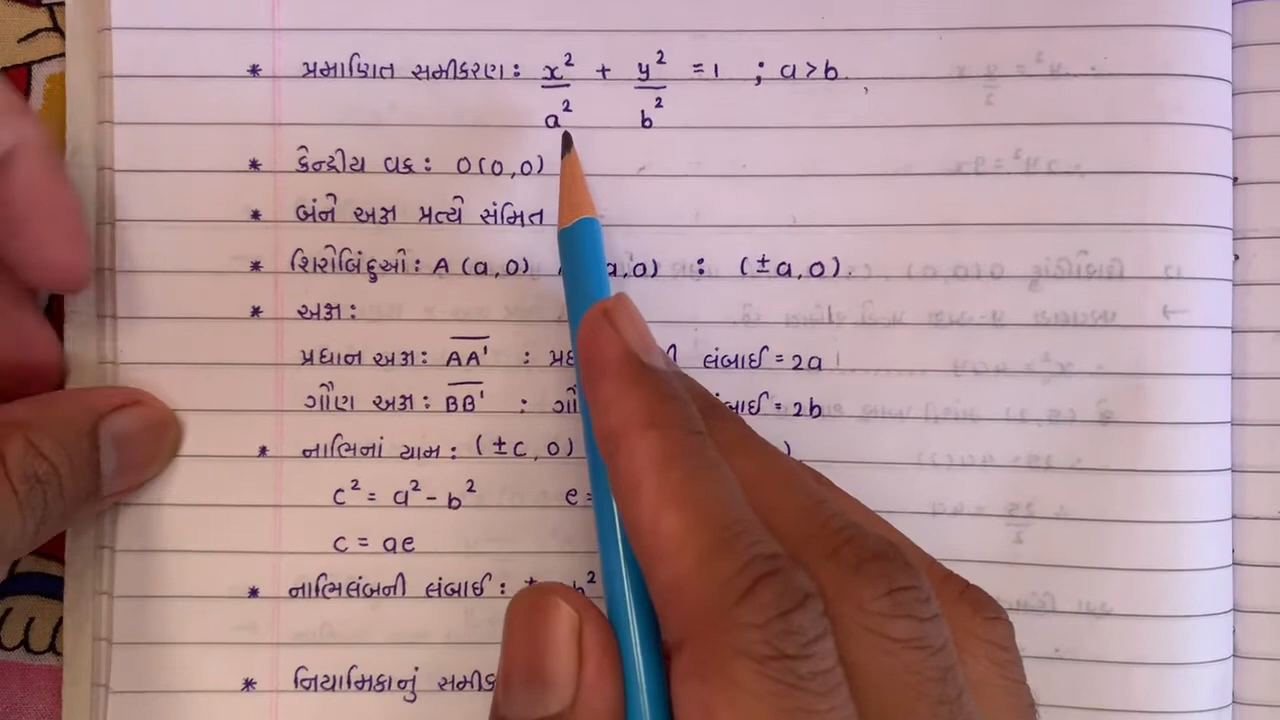 * પ્રમાણિત સમીકરણ: x²/a² + y²/b² = 1 ; a > b.
* કેન્દ્રીય વક્ર: O(0,0)
* બંને અક્ષ પ્રત્યે સંમિત
* શિરોબિંદુઓ: A (a,0) a,0) : (±a,0).
* અક્ષ:
પ્રધાન અક્ષ: AA' : લંબાઈ = 2a
ગૌણ અક્ષ: BB' : = 2b
* નાભિનાં યામ: (±c, 0)
c² = a² - b² e =
c = ae
* નાભિલંબની લંબાઈ: b²
* નિયામિકાનું